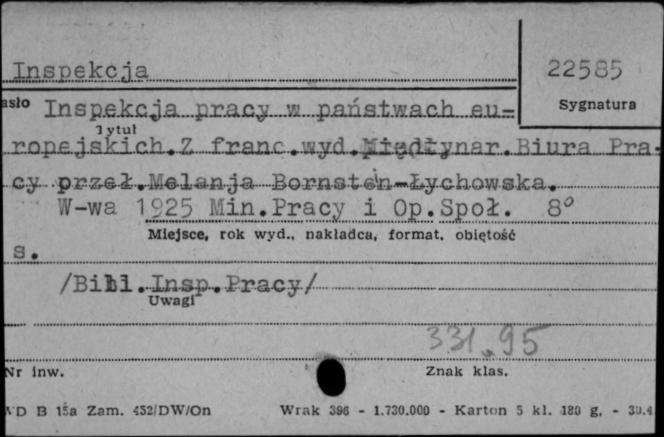 Inspekcja
22585
asło
Sygnatura
Inspekcja pracy w państwach eu-
Tytuł
ropejskich.Z franc.wyd.Międzynar.Biura Pra-
cy przeł.Melanja Bornsten-Łychowska.
W-wa 1925 Min.Pracy i Op.Społ. 8°
Miejsce, rok wyd., nakładca, format, objętość
s.
/Bibl.Insp.Pracy/
Uwagi
331.95
Nr inw.
Znak klas.
D B 15a Zam. 452/DW/On Wrak 396 - 1.730.000 - Karton 5 kl. 180 g. - 30.4